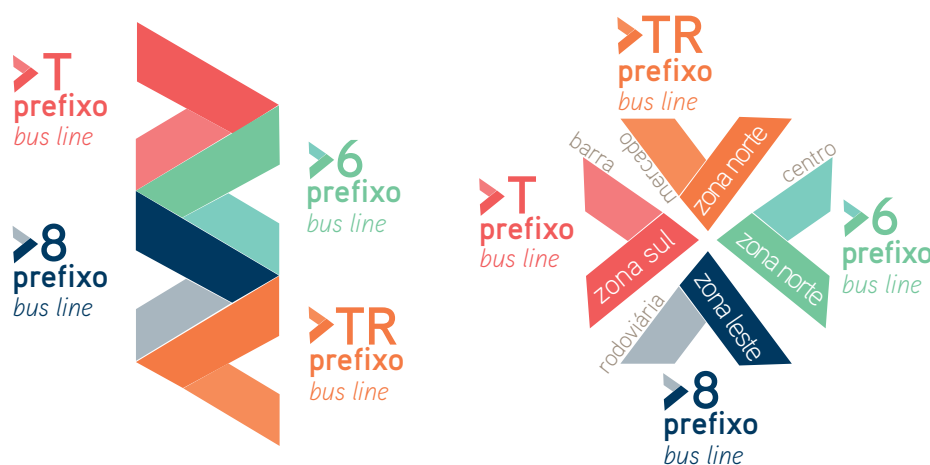 >T
prefixo
bus line
>6
prefixo
bus line
>8
prefixo
bus line
>TR
prefixo
bus line
>TR
prefixo
bus line
barra
mercado
zona norte
centro
>T
prefixo
bus line
zona sul
zona norte
>6
prefixo
bus line
rodoviária
zona leste
>8
prefixo
bus line